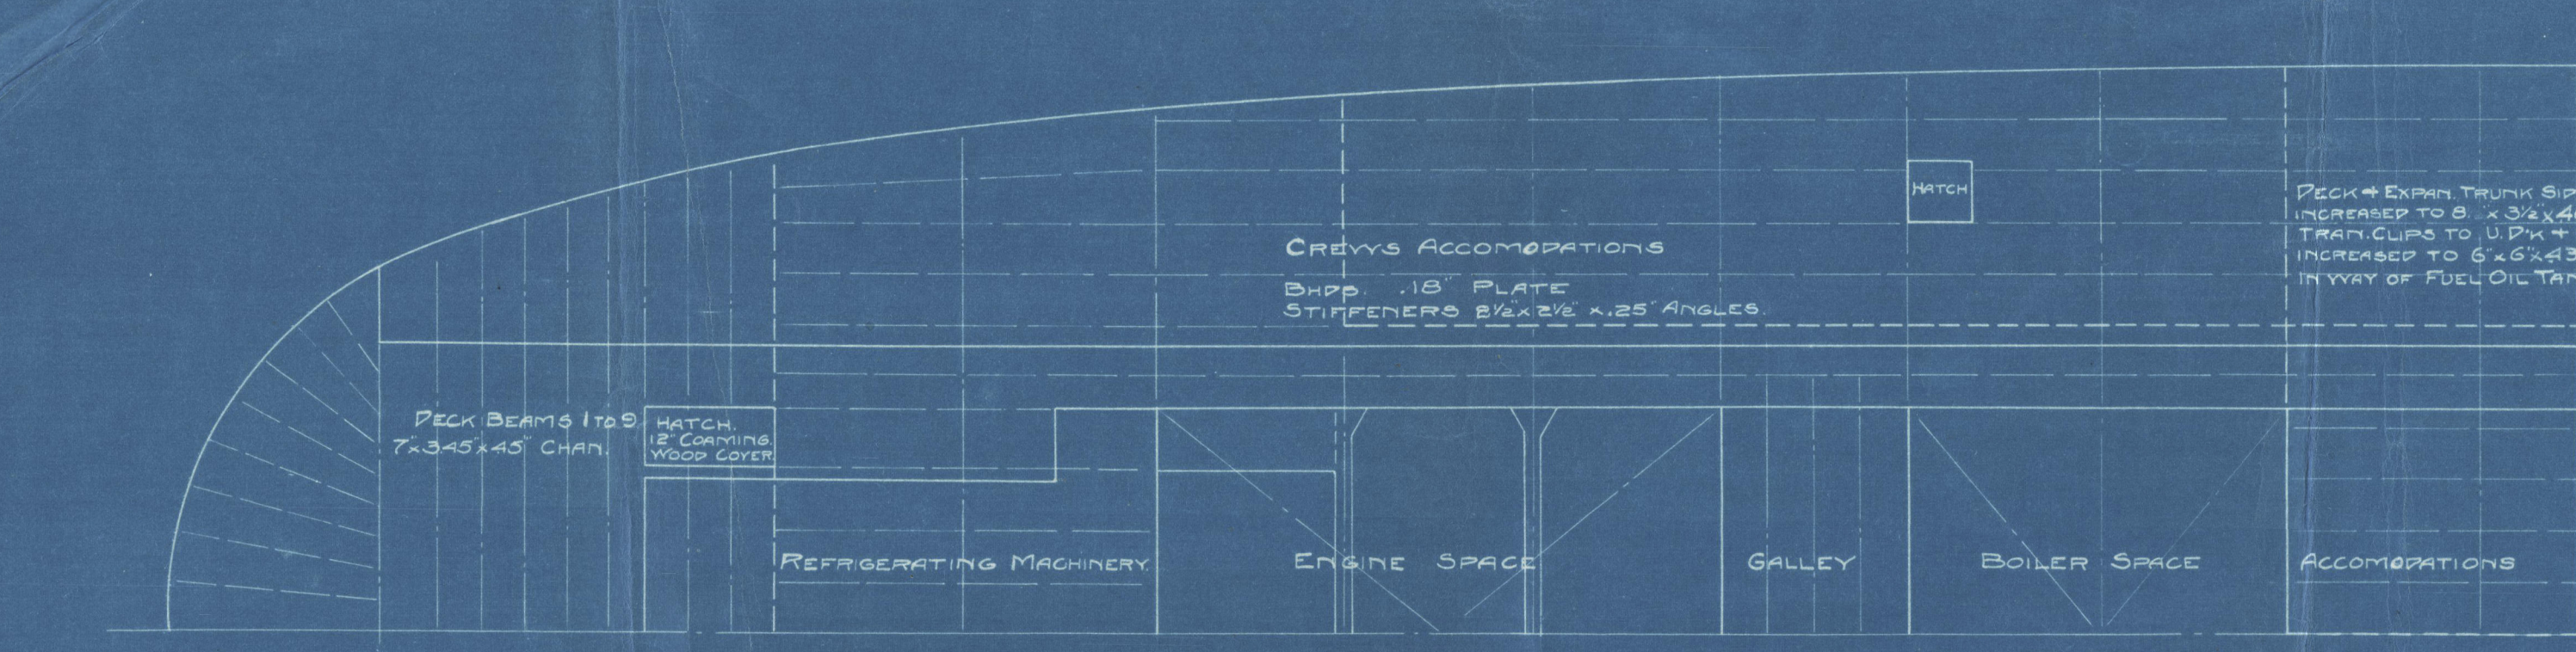 HATCH
DECK & EXPAN. TRUNK SID
INCREASED TO 8" x 3½" x 4
TRAN. CLIPS TO U. D'K &
INCREASED TO 6" x 6" x .43
IN WAY OF FUEL OIL TAN
CREWS ACCOMODATIONS
BHDS. .18" PLATE
STIFFENERS 2½" x 2½" x .25" ANGLES.
DECK BEAMS 1 TO 9
7" x 3.45" x .45" CHAN.
HATCH.
12" COAMING.
WOOD COVER.
REFRIGERATING MACHINERY.
ENGINE SPACE
GALLEY
BOILER SPACE
ACCOMODATIONS